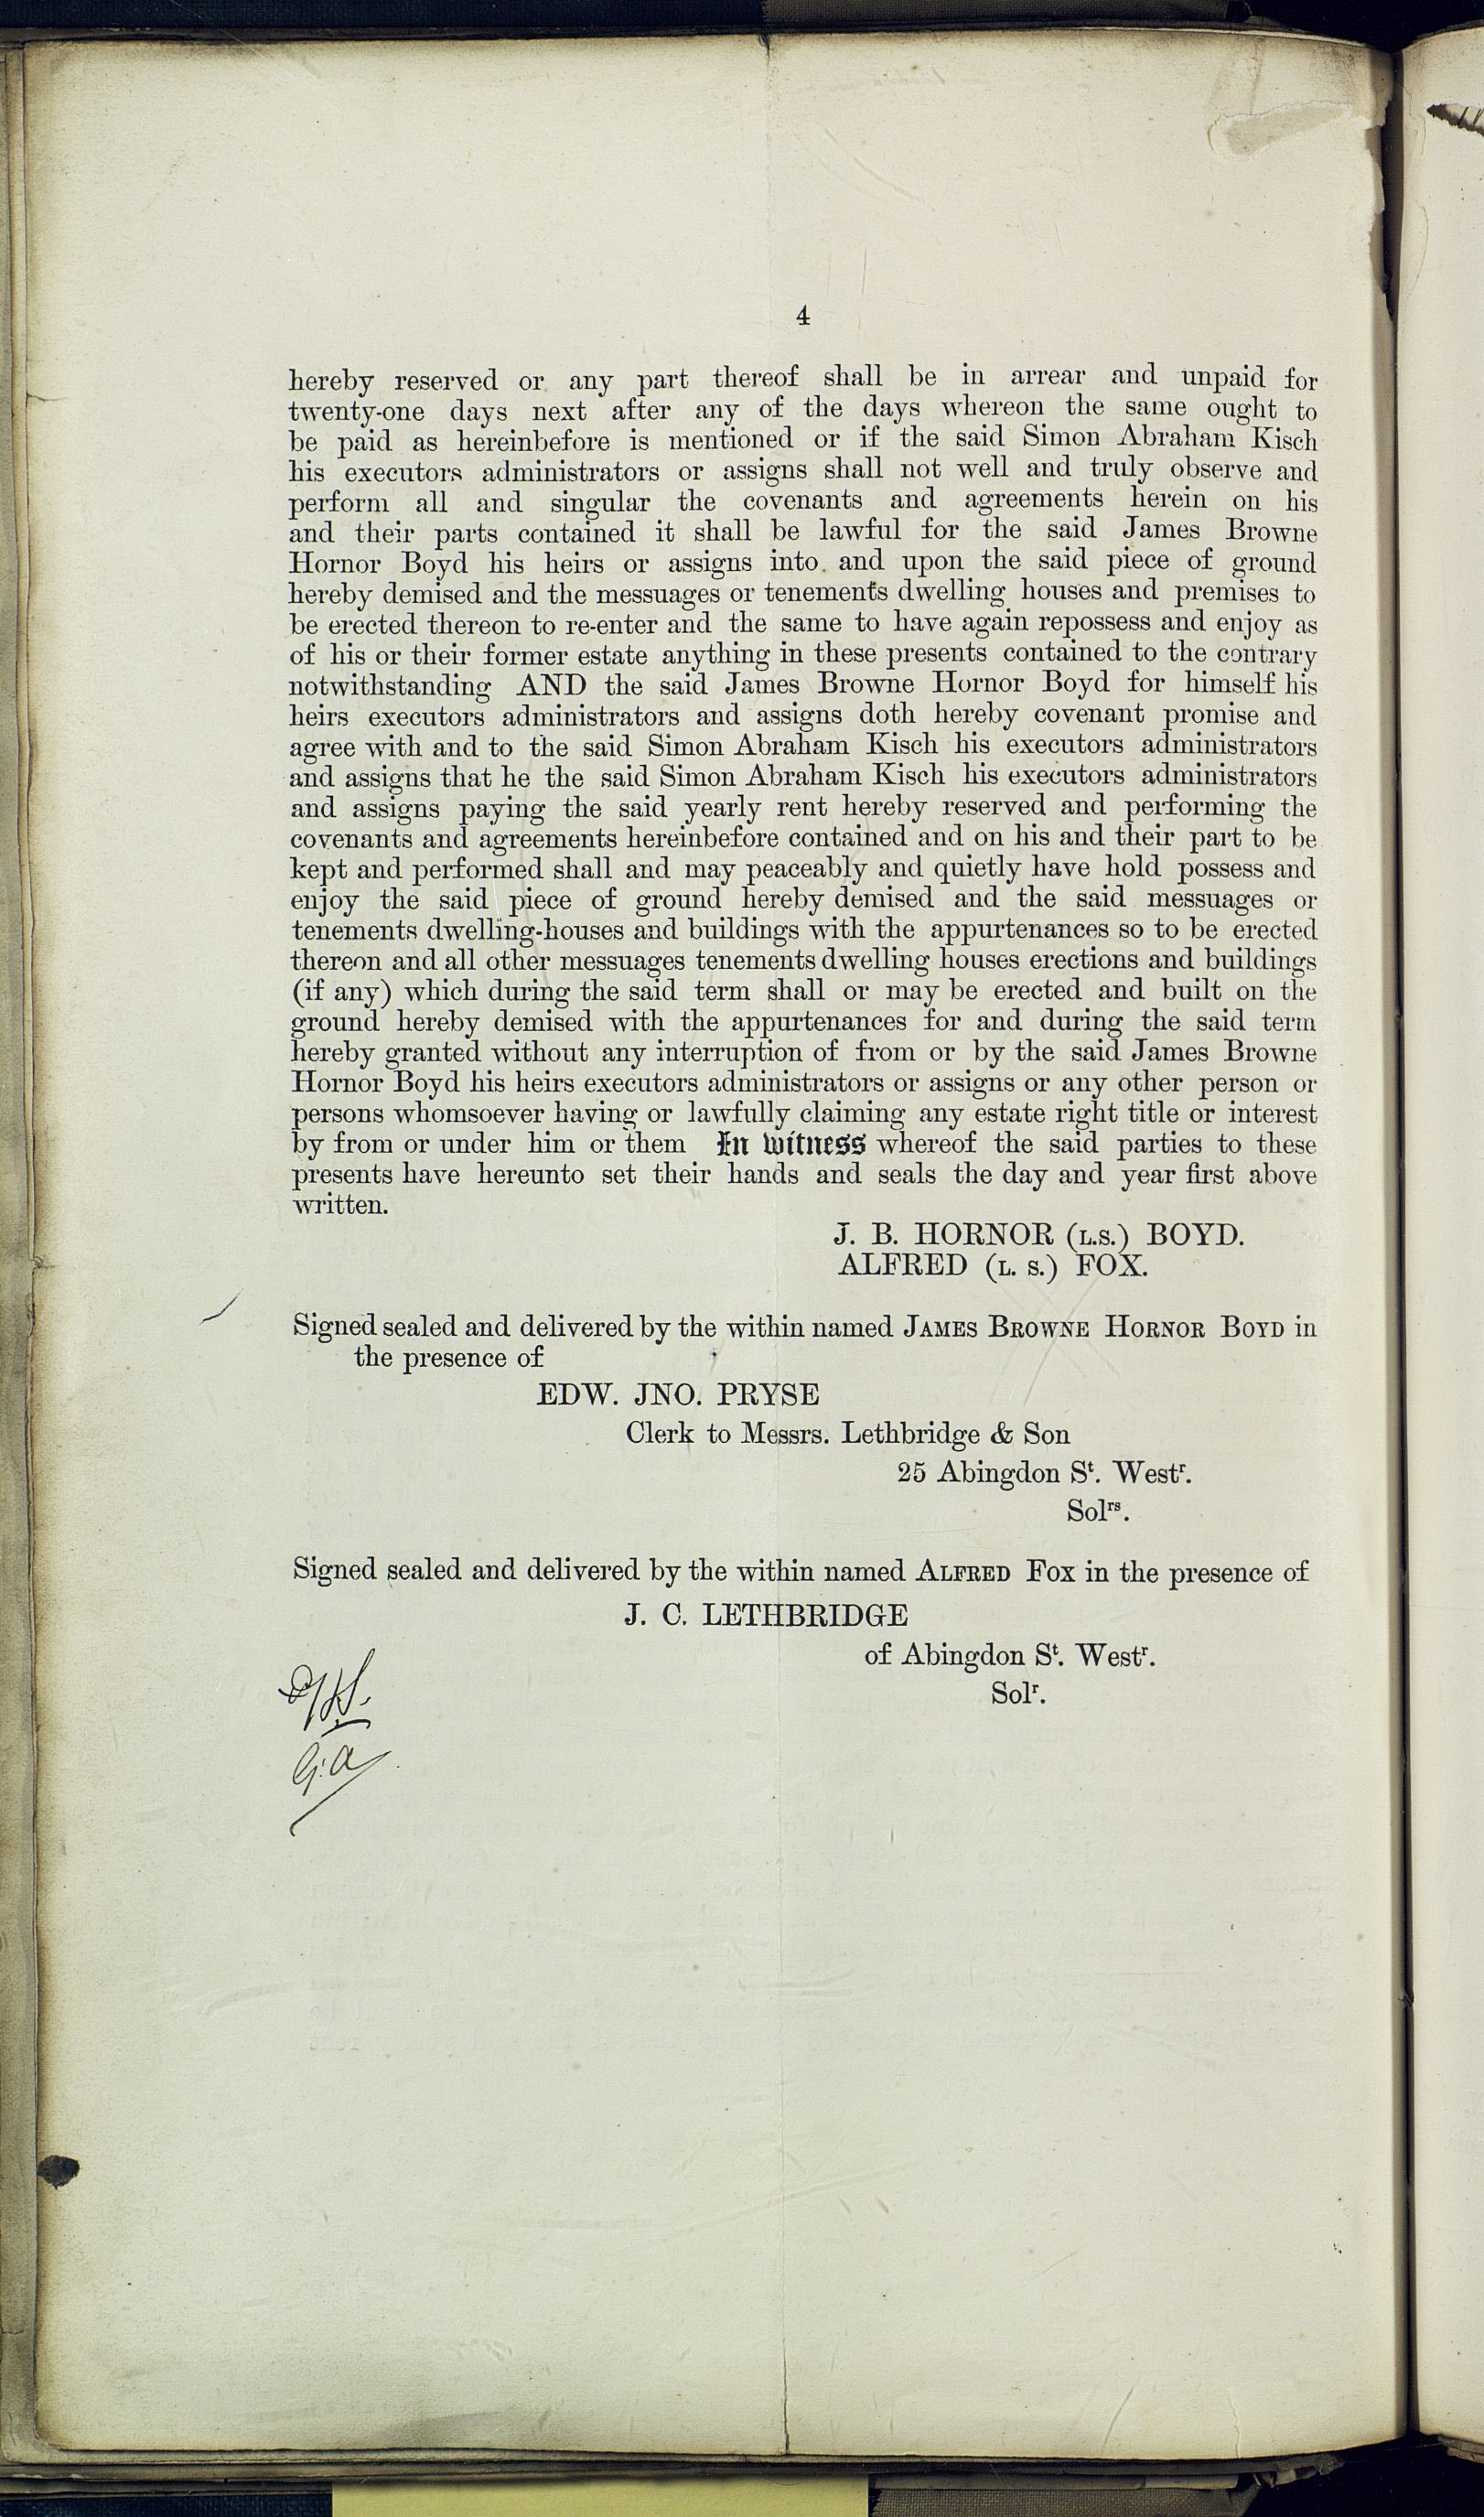 4
hereby reserved or any part thereof shall be in arrear and unpaid for
twenty-one days next after any of the days whereon the same ought to
be paid as hereinbefore is mentioned or if the said Simon Abraham Kisch
his executors administrators or assigns shall not well and truly observe and
perform all and singular the covenants and agreements herein on his
and their parts contained it shall be lawful for the said James Browne
Hornor Boyd his heirs or assigns into and upon the said piece of ground
hereby demised and the messuages or tenements dwelling houses and premises to
be erected thereon to re-enter and the same to have again repossess and enjoy as
of his or their former estate anything in these presents contained to the contrary
notwithstanding AND the said James Browne Hornor Boyd for himself his
heirs executors administrators and assigns doth hereby covenant promise and
agree with and to the said Simon Abraham Kisch his executors administrators
and assigns that he the said Simon Abraham Kisch his executors administrators
and assigns paying the said yearly rent hereby reserved and performing the
covenants and agreements hereinbefore contained and on his and their part to be
kept and performed shall and may peaceably and quietly have hold possess and
enjoy the said piece of ground hereby demised and the said messuages or
tenements dwelling-houses and buildings with the appurtenances so to be erected
thereon and all other messuages tenements dwelling houses erections and buildings
(if any) which during the said term shall or may be erected and built on the
ground hereby demised with the appurtenances for and during the said term
hereby granted without any interruption of from or by the said James Browne
Hornor Boyd his heirs executors administrators or assigns or any other person or
persons whomsoever having or lawfully claiming any estate right title or interest
by from or under him or them In Witness whereof the said parties to these
presents have hereunto set their hands and seals the day and year first above
written.
J. B. HORNOR (L.S.) BOYD.
ALFRED (L. S.) FOX.
Signed sealed and delivered by the within named JAMES BROWNE HORNOR BOYD in
the presence of
EDW. JNO. PRYSE
Clerk to Messrs. Lethbridge & Son
25 Abingdon St. Westr.
Solrs.
Signed sealed and delivered by the within named ALFRED FOX in the presence of
J. C. LETHBRIDGE
of Abingdon St. Westr.
Solr.
G.A